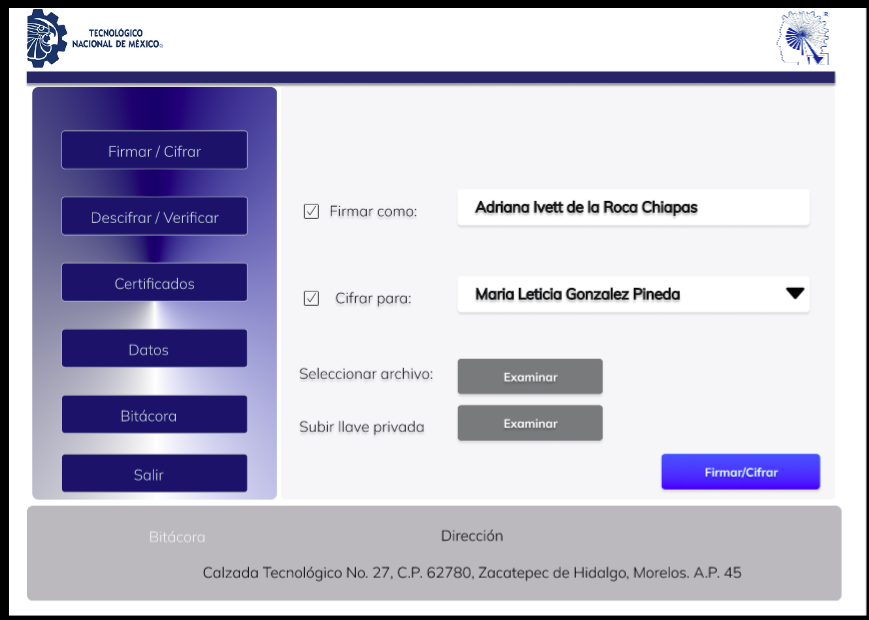 TECNOLÓGICO
NACIONAL DE MÉXICO®
Firmar / Cifrar
Descifrar / Verificar
Certificados
Datos
Bitácora
Salir
Firmar como:
Adriana Ivett de la Roca Chiapas
Cifrar para:
Maria Leticia Gonzalez Pineda
Seleccionar archivo:
Examinar
Subir llave privada
Examinar
Firmar/Cifrar
Bitácora
Dirección
Calzada Tecnológico No. 27, C.P. 62780, Zacatepec de Hidalgo, Morelos. A.P. 45